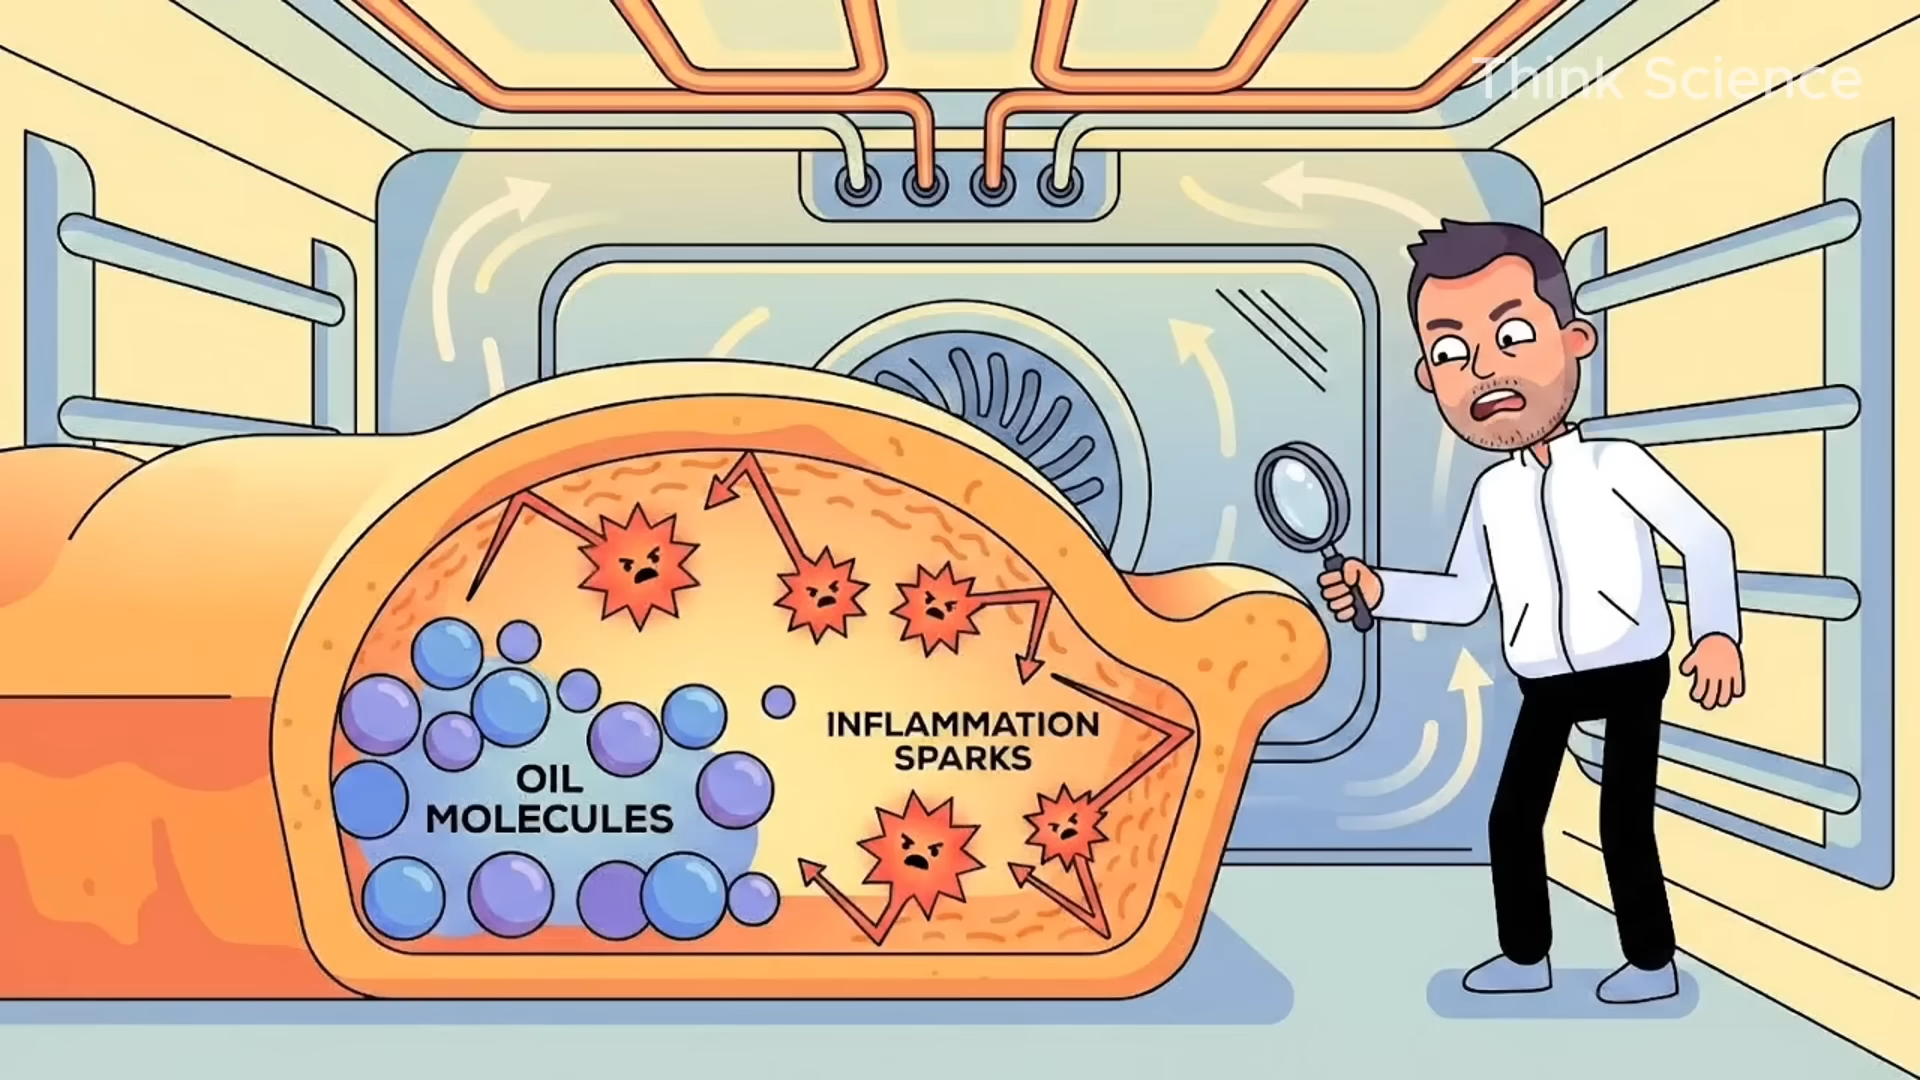 Think Science
INFLAMMATION
SPARKS
OIL
MOLECULES